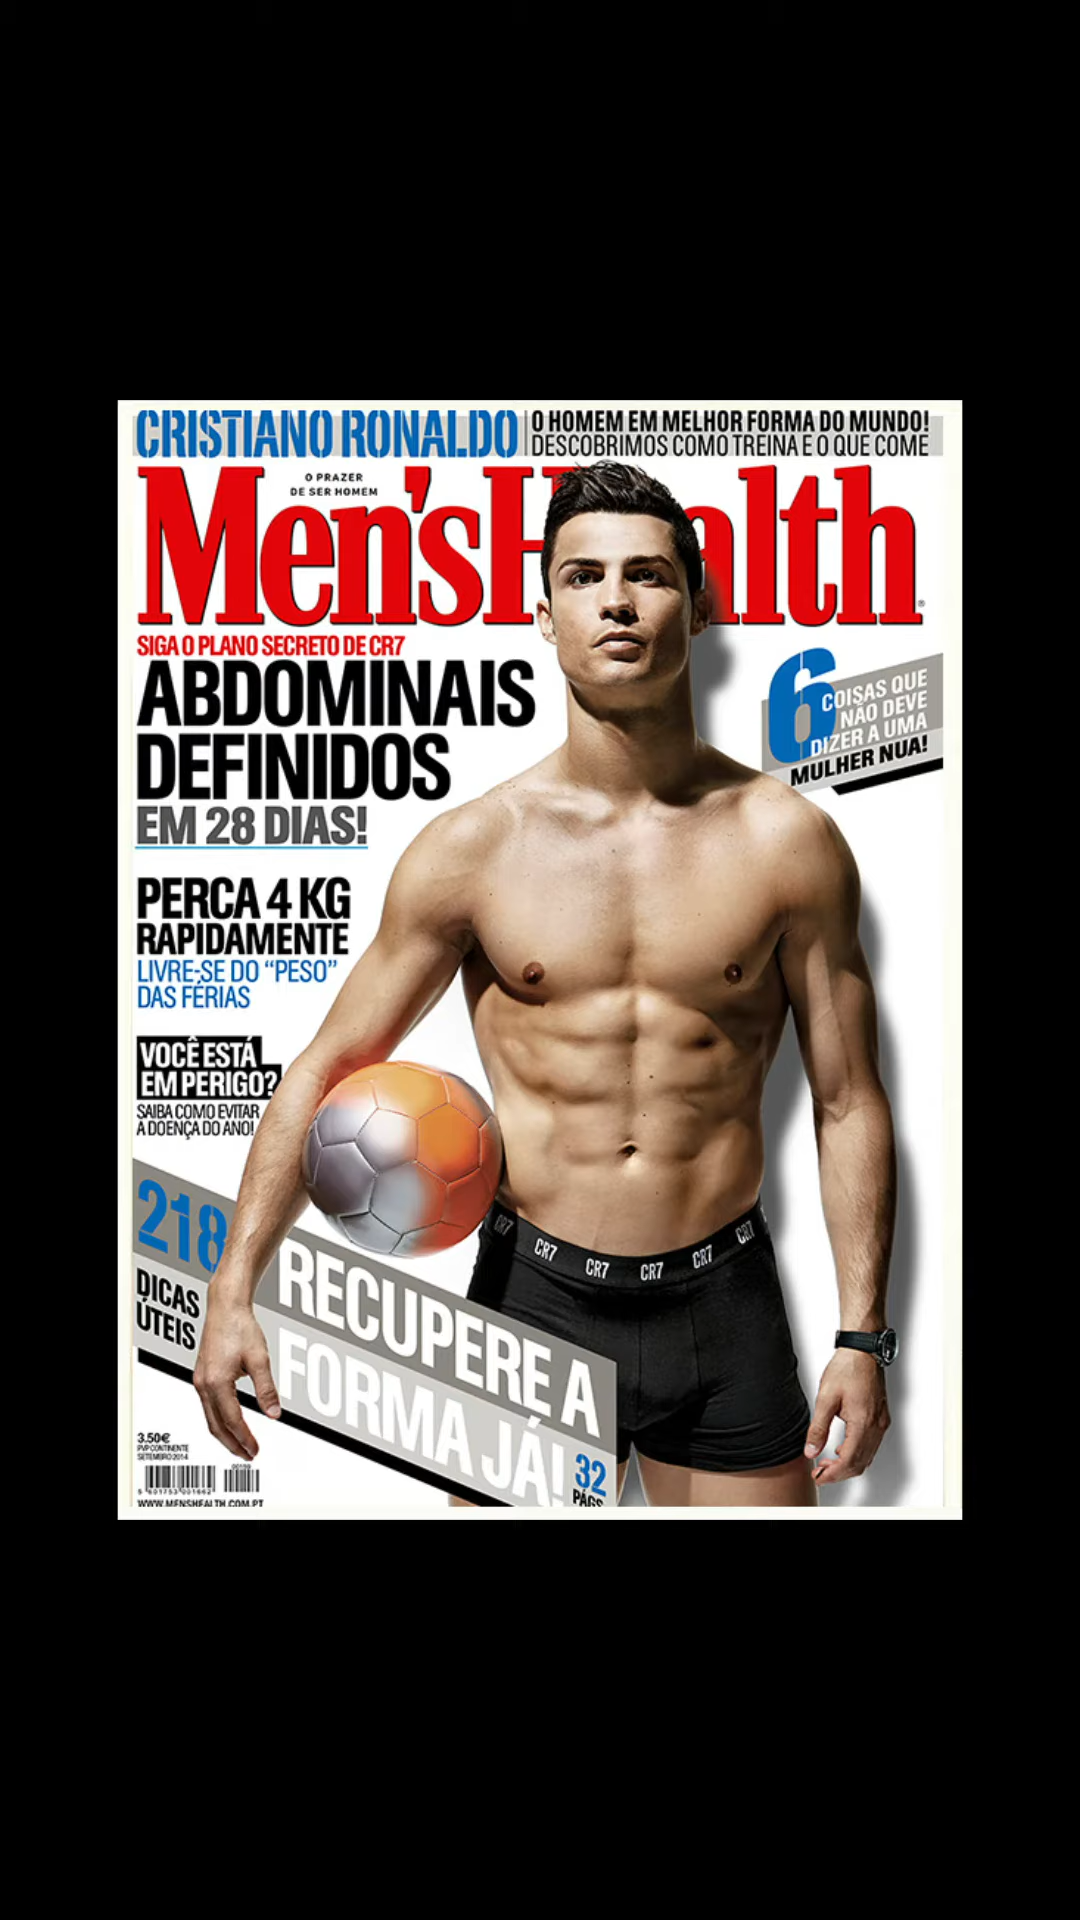 CRISTIANO RONALDO
O HOMEM EM MELHOR FORMA DO MUNDO!
DESCOBRIMOS COMO TREINA E O QUE COME
O PRAZER
DE SER HOMEM
Men'sHealth
SIGA O PLANO SECRETO DE CR7
ABDOMINAIS
DEFINIDOS
EM 28 DIAS!
6
COISAS QUE
NÃO DEVE
DIZER A UMA
MULHER NUA!
PERCA 4 KG
RAPIDAMENTE
LIVRE-SE DO “PESO”
DAS FÉRIAS
VOCÊ ESTÁ
EM PERIGO?
SAIBA COMO EVITAR
A DOENÇA DO ANO!
218
DICAS
ÚTEIS
CR7 CR7 CR7 CR7 CR7 CR7
RECUPERE A
FORMA JÁ!
32
PÁGS
3.50€
PVP CONTINENTE
SETEMBRO 2014
5 601753 001662
WWW.MENSHEALTH.COM.PT